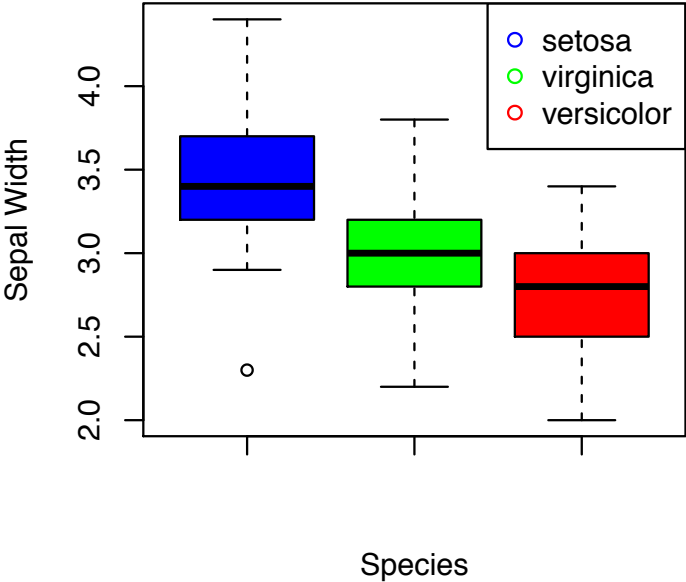 setosa
virginica
versicolor
4.0
3.5
3.0
2.5
2.0
Sepal Width
Species